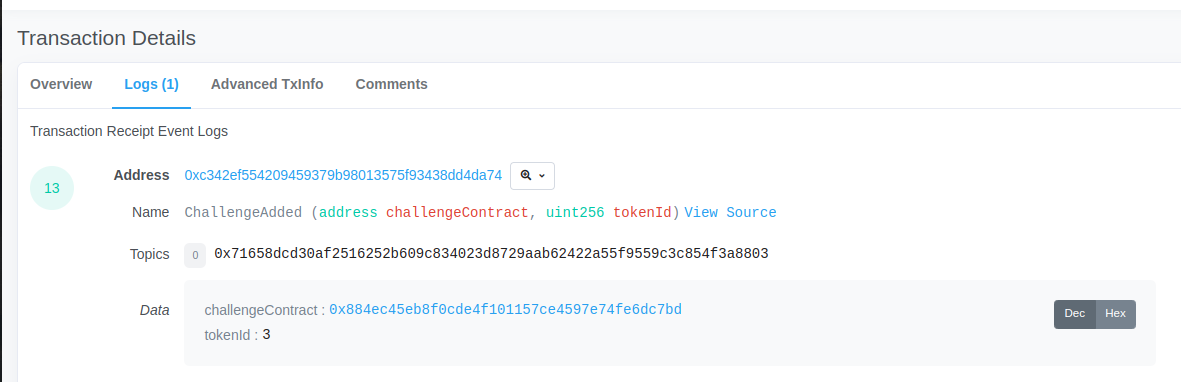 Transaction Details
Overview Logs (1) Advanced TxInfo Comments
Transaction Receipt Event Logs
13 Address 0xc342ef554209459379b98013575f93438dd4da74
Name ChallengeAdded (address challengeContract, uint256 tokenId) View Source
Topics 0 0x71658dcd30af2516252b609c834023d8729aab62422a55f9559c3c854f3a8803
Data challengeContract : 0x884ec45eb8f0cde4f101157ce4597e74fe6dc7bd Dec Hex
tokenId : 3